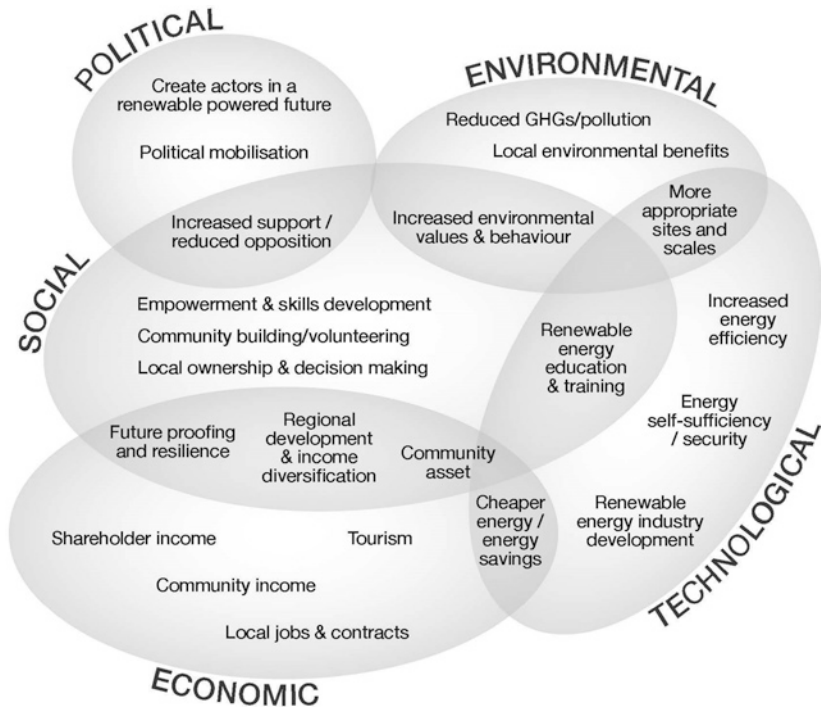 POLITICAL
Create actors in a
renewable powered future
Political mobilisation
Increased support /
reduced opposition
ENVIRONMENTAL
Reduced GHGs/pollution
Local environmental benefits
Increased environmental
values & behaviour
More
appropriate
sites and
scales
SOCIAL
Empowerment & skills development
Community building/volunteering
Local ownership & decision making
Renewable
energy
education
& training
Increased
energy
efficiency
Energy
self-sufficiency
/ security
Future proofing
and resilience
Regional
development
& income
diversification
Community
asset
Cheaper
energy /
energy
savings
Renewable
energy industry
development
TECHNOLOGICAL
Shareholder income
Tourism
Community income
Local jobs & contracts
ECONOMIC